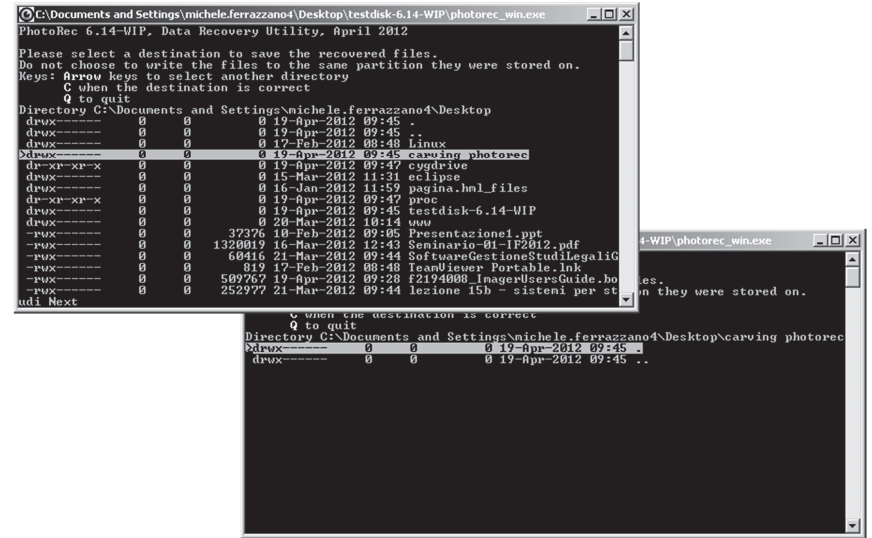 C:\Documents and Settings\michele.ferrazzano4\Desktop\testdisk-6.14-WIP\photorec_win.exe
PhotoRec 6.14-WIP, Data Recovery Utility, April 2012
Please select a destination to save the recovered files.
Do not choose to write the files to the same partition they were stored on.
Keys: Arrow keys to select another directory
C when the destination is correct
Q to quit
Directory C:\Documents and Settings\michele.ferrazzano4\Desktop
drwx------ 0 0 0 19-Apr-2012 09:45 .
drwx------ 0 0 0 19-Apr-2012 09:45 ..
drwx------ 0 0 0 17-Feb-2012 08:48 Linux
>drwx------ 0 0 0 19-Apr-2012 09:45 carving photorec
dr-xr-xr-x 0 0 0 19-Apr-2012 09:47 cygdrive
drwx------ 0 0 0 15-Mar-2012 11:31 eclipse
drwx------ 0 0 0 16-Jan-2012 11:59 pagina.hml_files
dr-xr-xr-x 0 0 0 19-Apr-2012 09:47 proc
drwx------ 0 0 0 19-Apr-2012 09:45 testdisk-6.14-WIP
drwx------ 0 0 0 20-Mar-2012 10:14 www
-rwx------ 0 0 37376 10-Feb-2012 09:05 Presentazione1.ppt
-rwx------ 0 0 1320019 16-Mar-2012 12:43 Seminario-01-IF2012.pdf
-rwx------ 0 0 60416 21-Mar-2012 09:44 SoftwareGestioneStudiLegaliG
-rwx------ 0 0 819 17-Feb-2012 08:48 TeamViewer Portable.lnk
-rwx------ 0 0 509767 19-Apr-2012 09:28 f2194008_ImagerUsersGuide.bo
-rwx------ 0 0 252977 21-Mar-2012 09:44 lezione 15b - sistemi per st
udi Next
4-WIP\photorec_win.exe
les.
n they were stored on.
C when the destination is correct
Q to quit
Directory C:\Documents and Settings\michele.ferrazzano4\Desktop\carving photorec
>drwx------ 0 0 0 19-Apr-2012 09:45 .
drwx------ 0 0 0 19-Apr-2012 09:45 ..